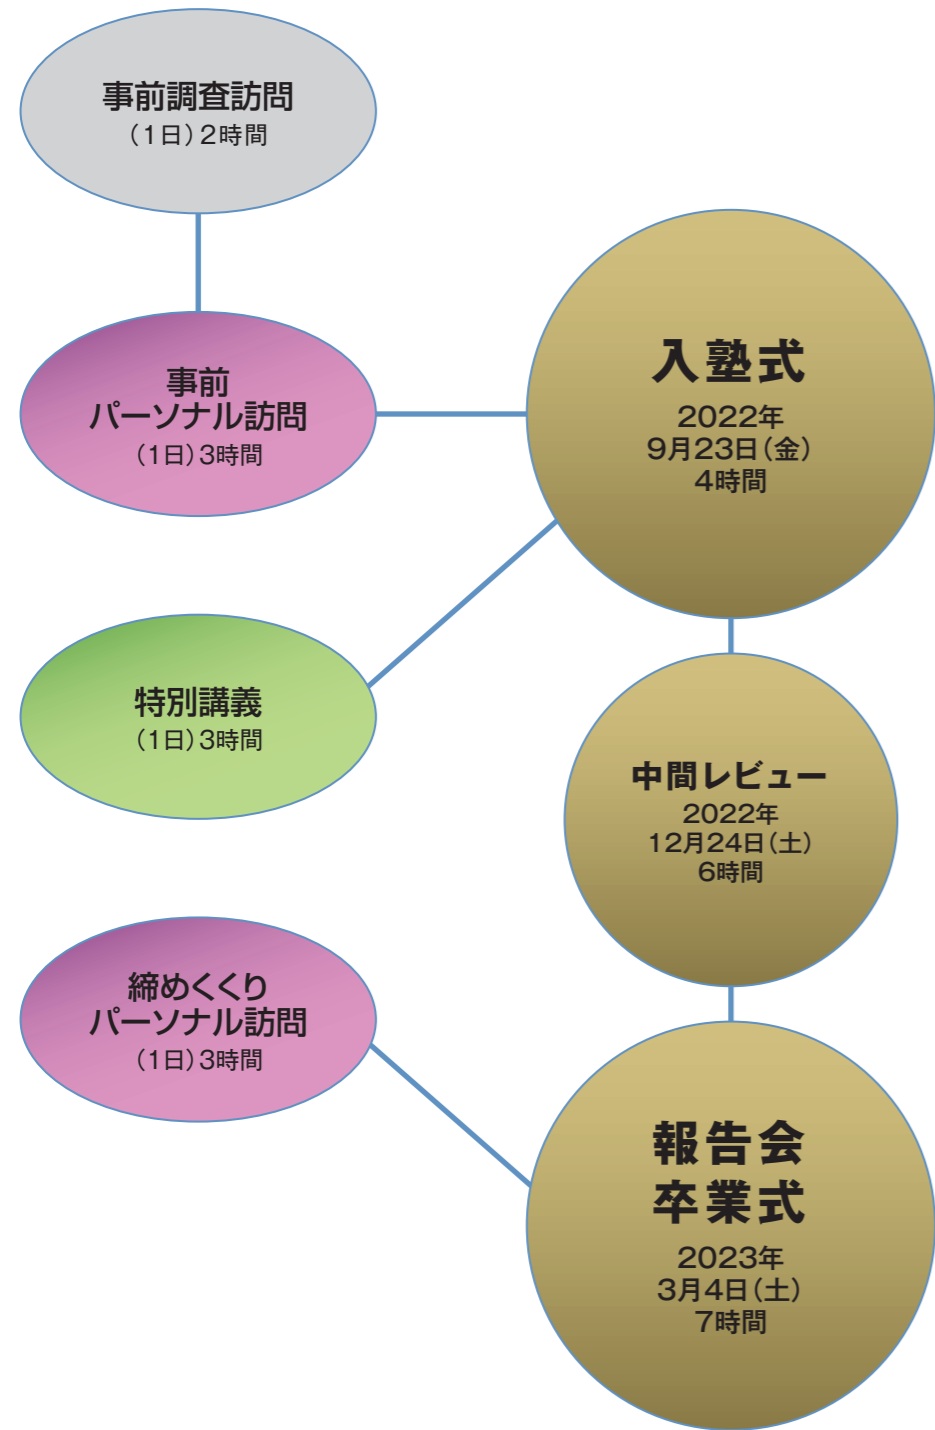 事前調査訪問
（1日）2時間
事前
パーソナル訪問
（1日）3時間
入塾式
2022年
9月23日（金）
4時間
特別講義
（1日）3時間
中間レビュー
2022年
12月24日（土）
6時間
締めくくり
パーソナル訪問
（1日）3時間
報告会
卒業式
2023年
3月4日（土）
7時間